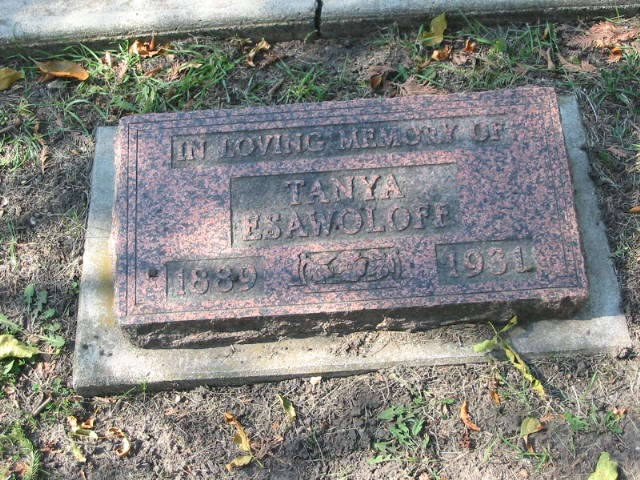 IN LOVING MEMORY OF
TANYA
ESAWOLOFF
1889 1931